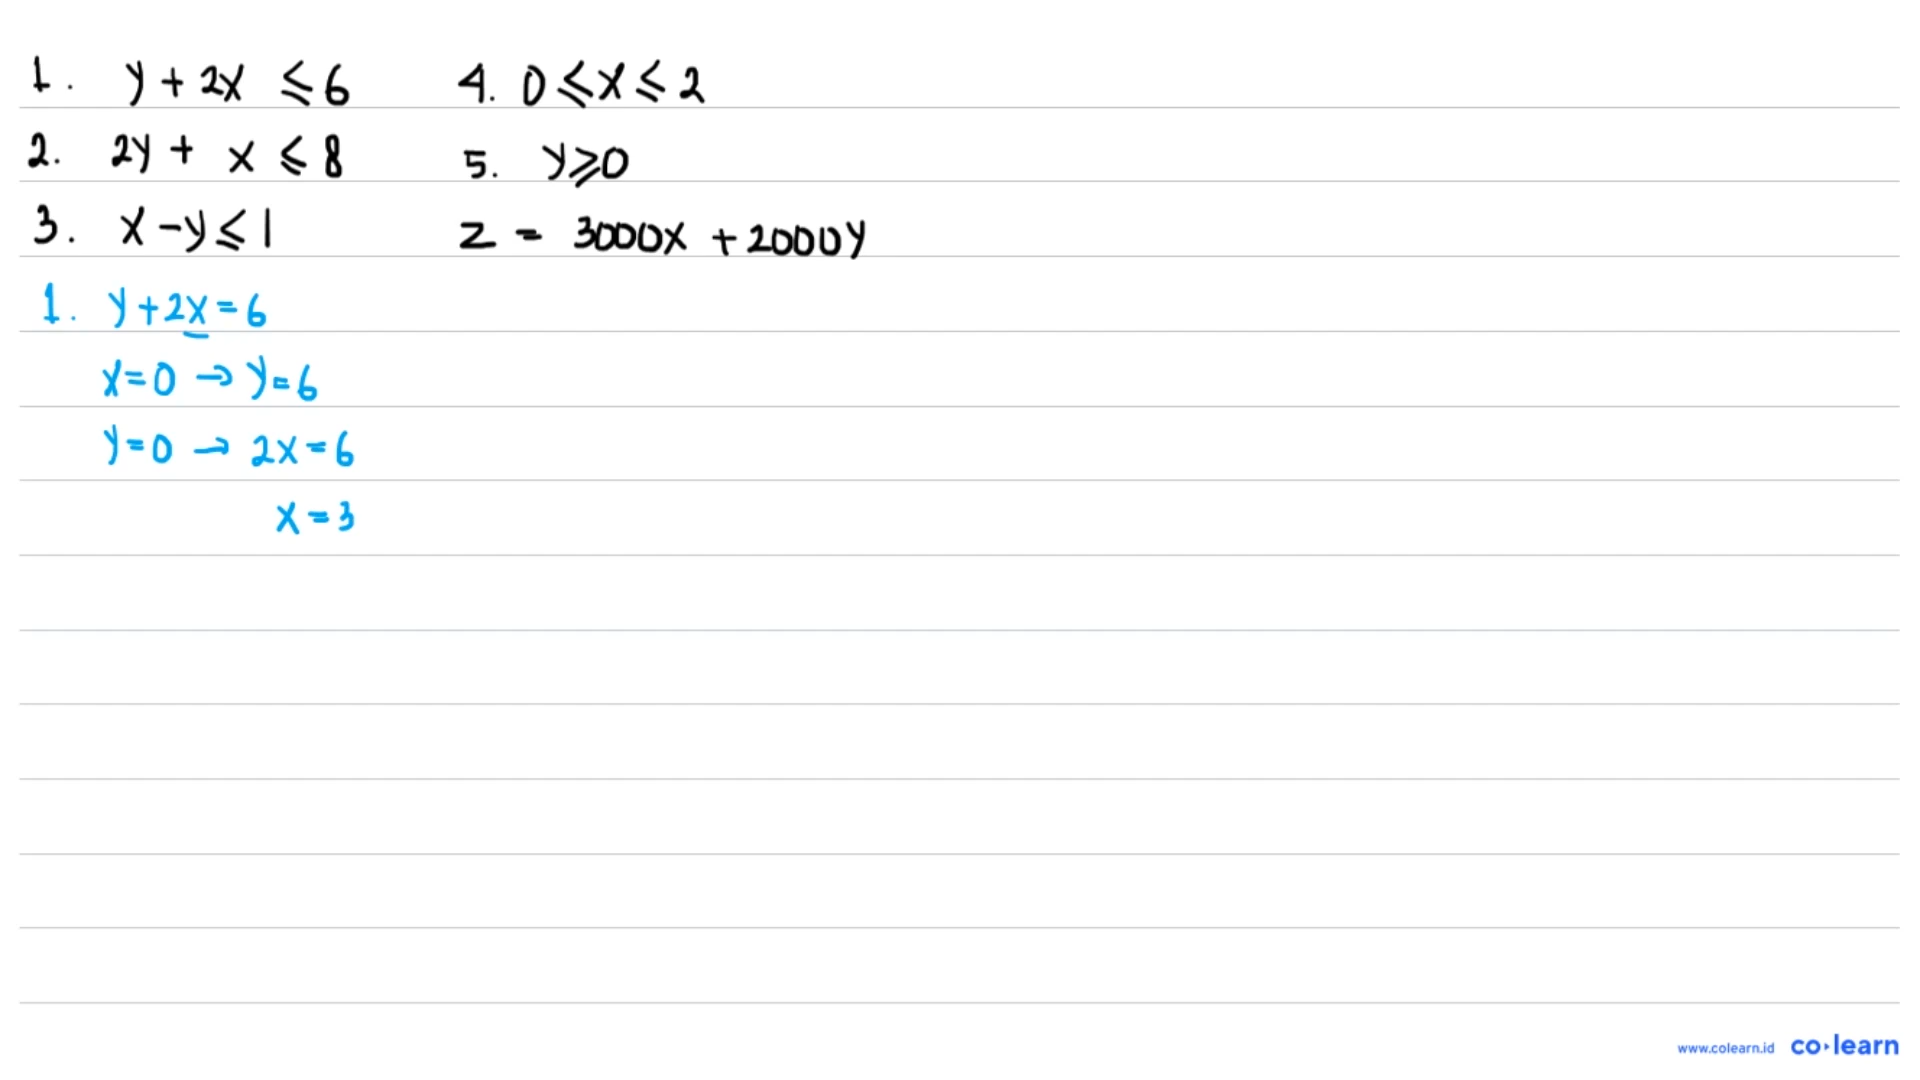 1. y + 2x ≤ 6
2. 2y + x ≤ 8
3. x - y ≤ 1
4. 0 ≤ x ≤ 2
5. y ≥ 0
z = 3000x + 2000y
1. y + 2x = 6
x = 0 → y = 6
y = 0 → 2x = 6
x = 3
www.colearn.id co▸learn